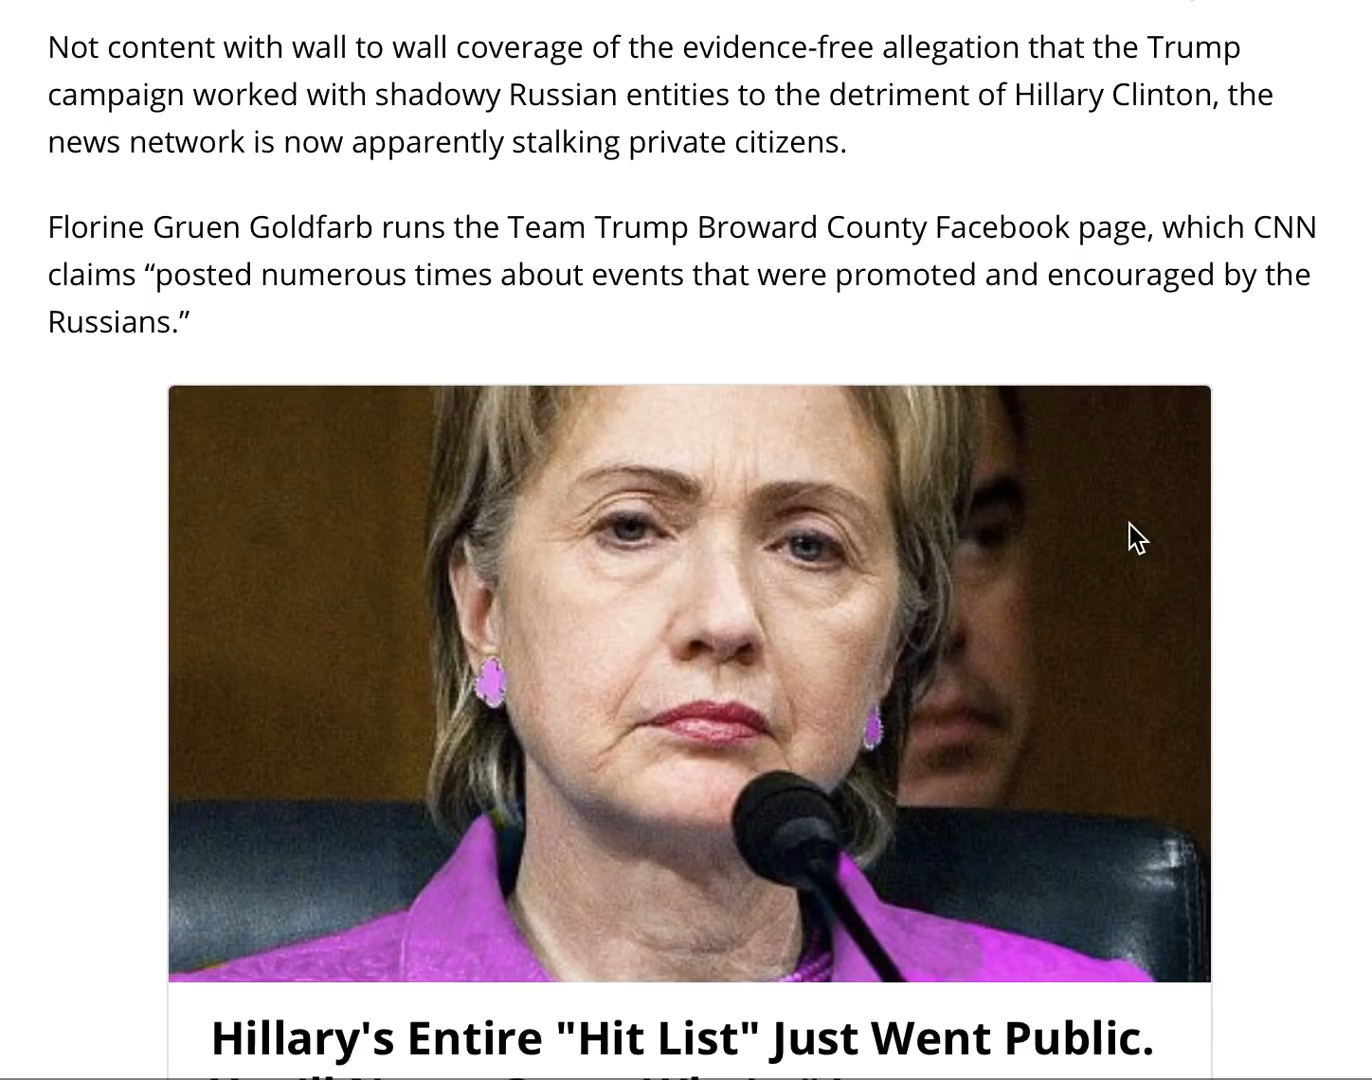 Not content with wall to wall coverage of the evidence-free allegation that the Trump
campaign worked with shadowy Russian entities to the detriment of Hillary Clinton, the
news network is now apparently stalking private citizens.
Florine Gruen Goldfarb runs the Team Trump Broward County Facebook page, which CNN
claims “posted numerous times about events that were promoted and encouraged by the
Russians.”
Hillary's Entire "Hit List" Just Went Public.